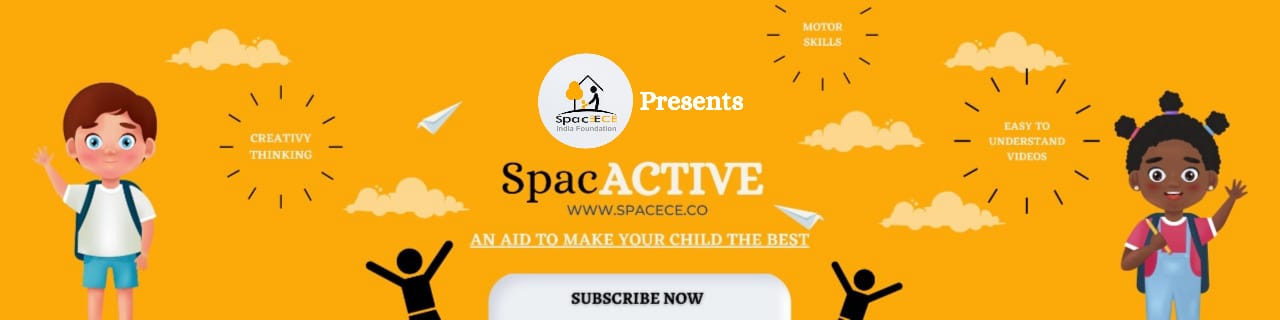 MOTOR
SKILLS
CREATIVY
THINKING
SpacECE
India Foundation
Presents
EASY TO
UNDERSTAND
VIDEOS
SpacACTIVE
WWW.SPACECE.CO
AN AID TO MAKE YOUR CHILD THE BEST
SUBSCRIBE NOW